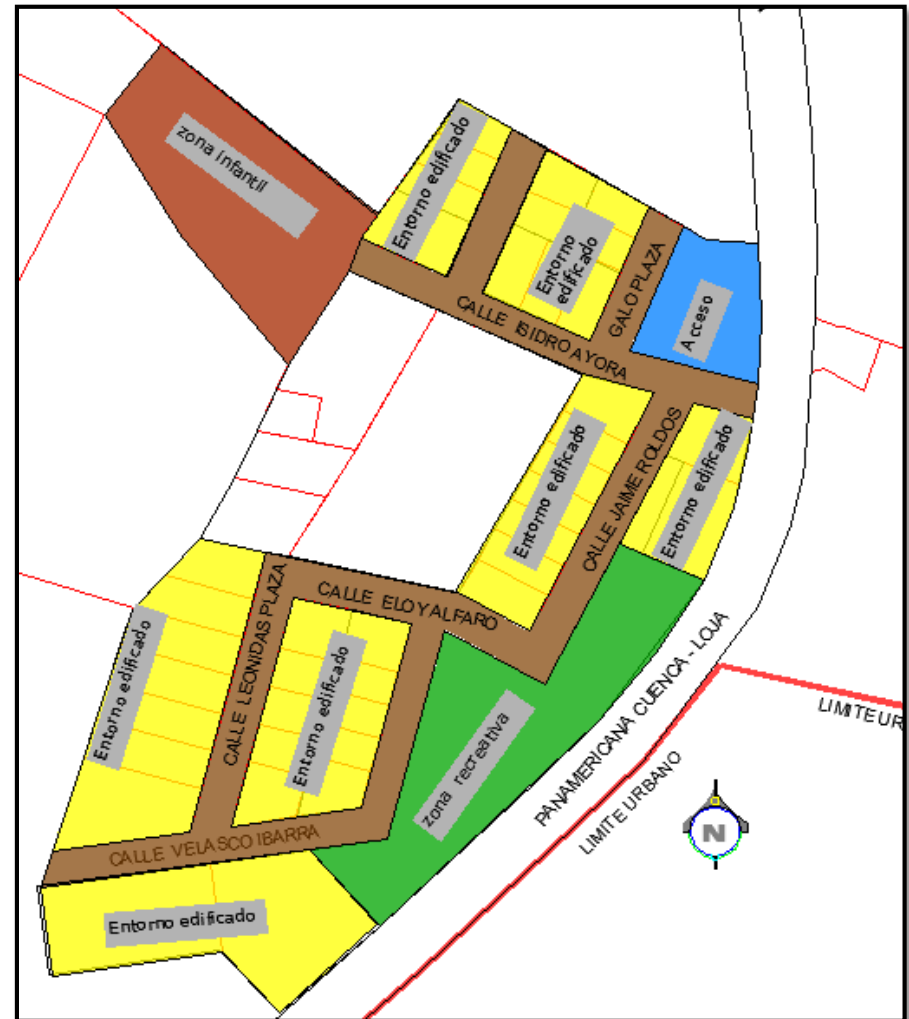 zona infantil
Entorno edificado
Entorno
edificado
GALO PLAZA
Acceso
CALLE ISIDRO AYORA
Entorno edificado
CALLE JAIME ROLDOS
Entorno edificado
CALLE ELOY ALFARO
CALLE LEONIDAS PLAZA
Entorno edificado
Entorno edificado
zona recreativa
PANAMERICANA CUENCA - LOJA
LIMITE UR
LIMITE URBANO
N
CALLE VELASCO IBARRA
Entorno edificado